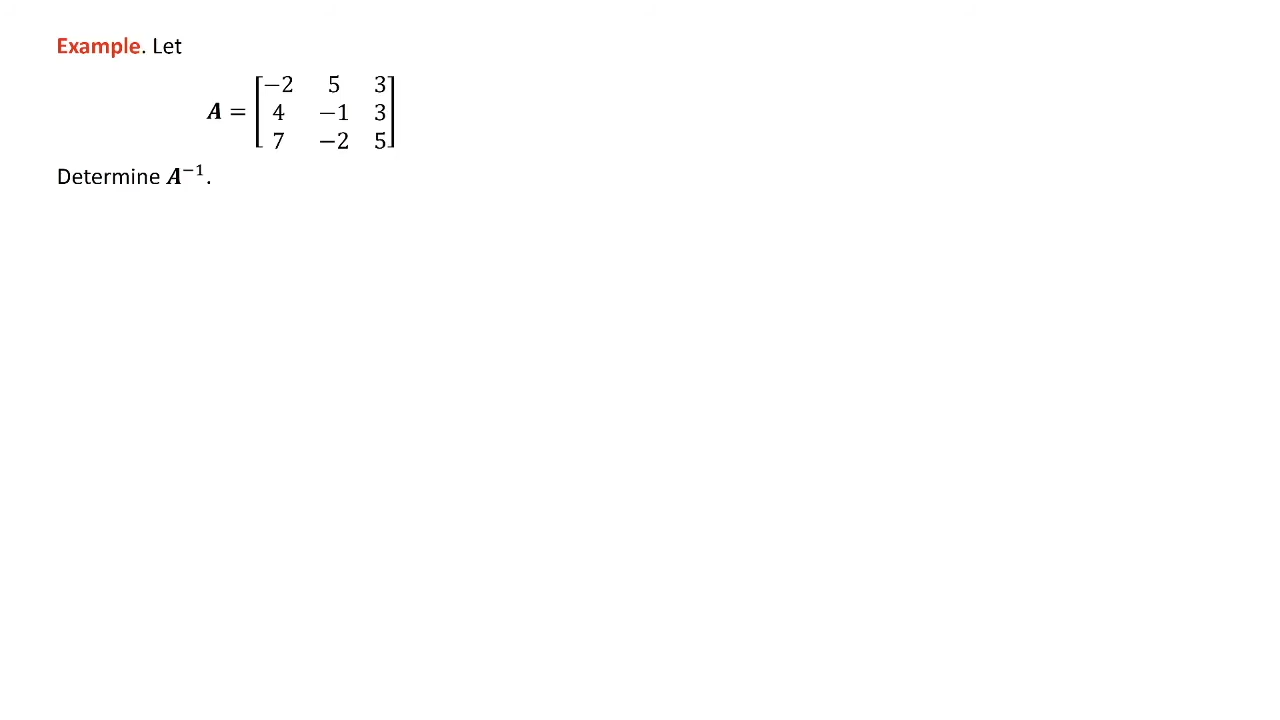 Example. Let
A = [−2 5 3
4 −1 3
7 −2 5]
Determine A⁻¹.